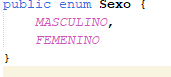 public enum Sexo {
    MASCULINO,
    FEMENINO
}